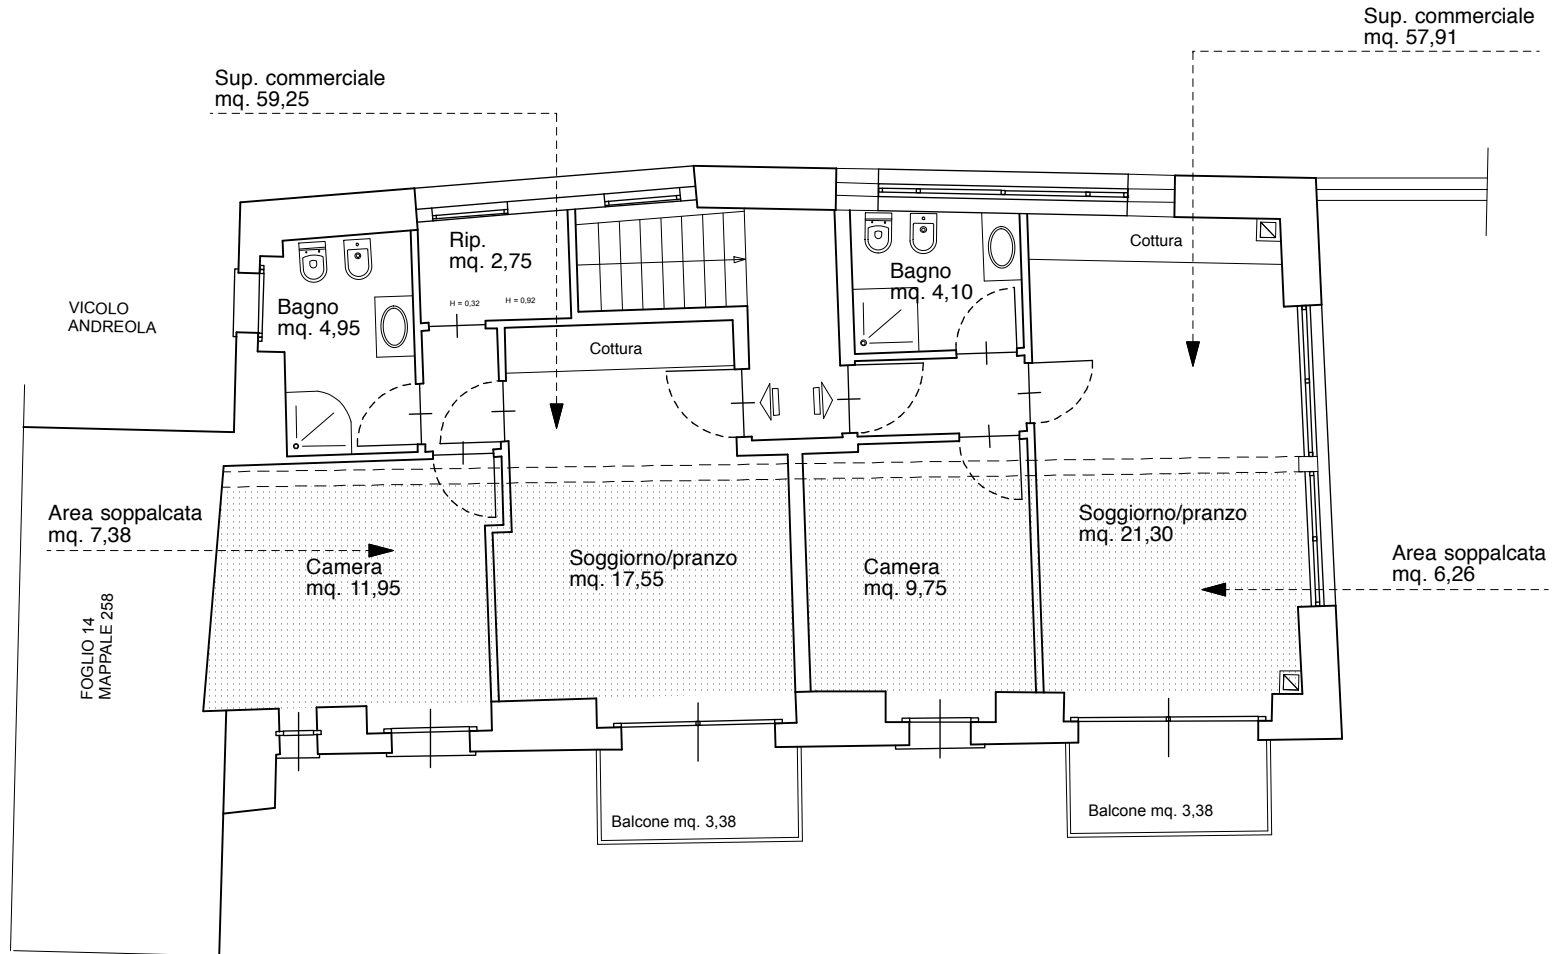 Sup. commerciale
mq. 57,91
Sup. commerciale
mq. 59,25
Rip.
mq. 2,75
H = 0,32
H = 0,92
Cottura
Bagno
mq. 4,10
VICOLO
ANDREOLA
Bagno
mq. 4,95
Cottura
Area soppalcata
mq. 7,38
Soggiorno/pranzo
mq. 21,30
Camera
mq. 11,95
Soggiorno/pranzo
mq. 17,55
Camera
mq. 9,75
Area soppalcata
mq. 6,26
FOGLIO 14
MAPPALE 258
Balcone mq. 3,38
Balcone mq. 3,38